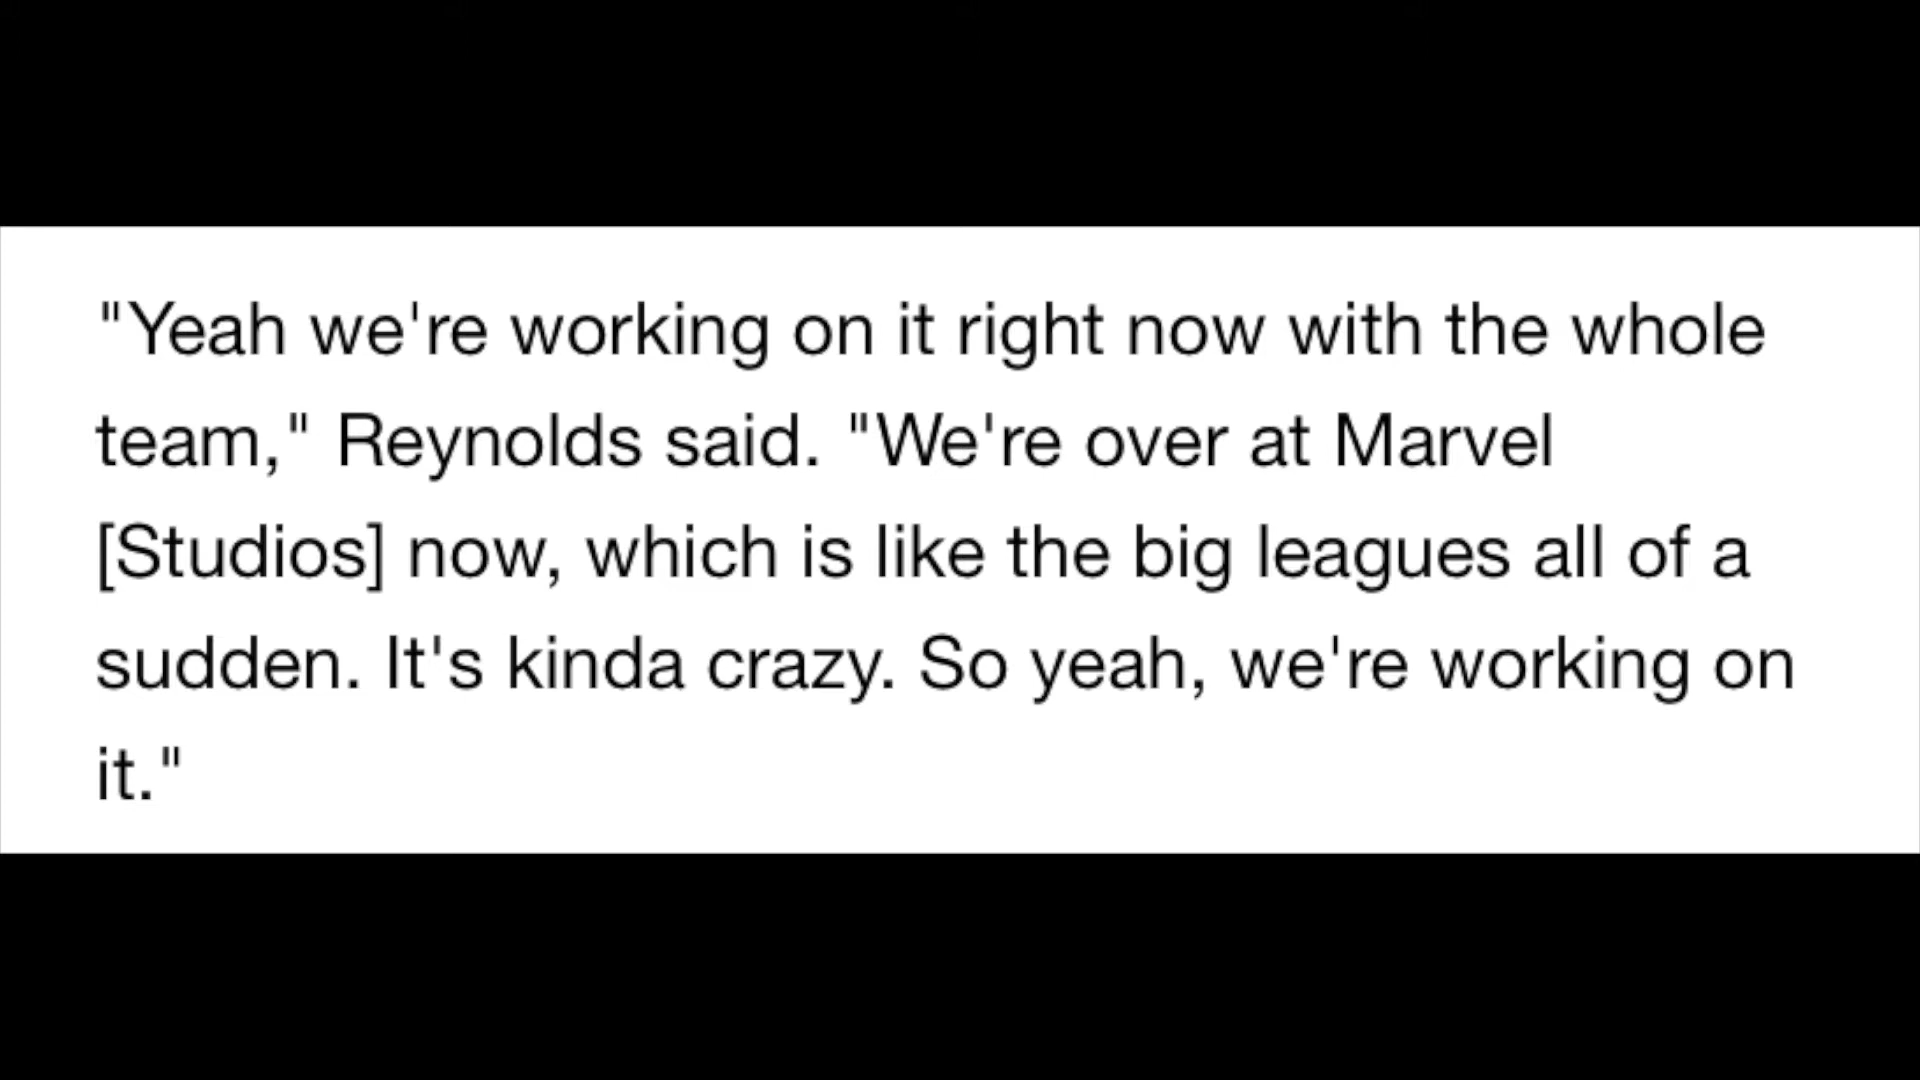 "Yeah we're working on it right now with the whole
team," Reynolds said. "We're over at Marvel
[Studios] now, which is like the big leagues all of a
sudden. It's kinda crazy. So yeah, we're working on
it."